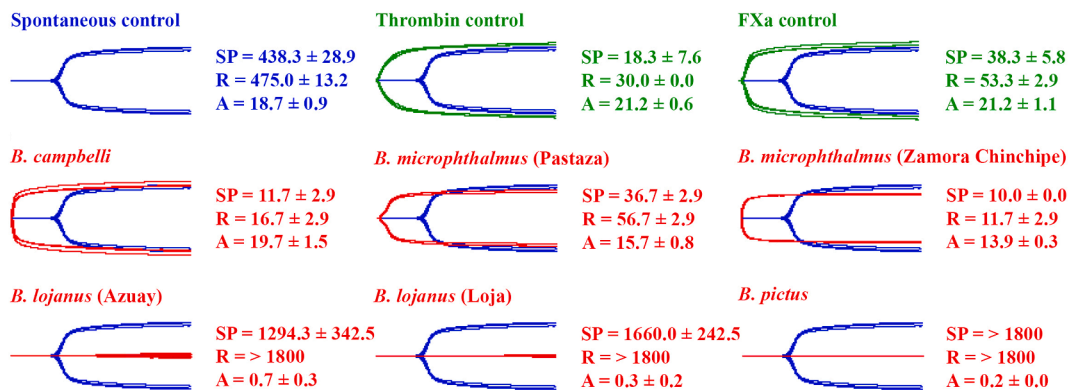 Spontaneous control
SP = 438.3 ± 28.9
R = 475.0 ± 13.2
A = 18.7 ± 0.9
Thrombin control
SP = 18.3 ± 7.6
R = 30.0 ± 0.0
A = 21.2 ± 0.6
FXa control
SP = 38.3 ± 5.8
R = 53.3 ± 2.9
A = 21.2 ± 1.1
B. campbelli
SP = 11.7 ± 2.9
R = 16.7 ± 2.9
A = 19.7 ± 1.5
B. microphthalmus (Pastaza)
SP = 36.7 ± 2.9
R = 56.7 ± 2.9
A = 15.7 ± 0.8
B. microphthalmus (Zamora Chinchipe)
SP = 10.0 ± 0.0
R = 11.7 ± 2.9
A = 13.9 ± 0.3
B. lojanus (Azuay)
SP = 1294.3 ± 342.5
R = > 1800
A = 0.7 ± 0.3
B. lojanus (Loja)
SP = 1660.0 ± 242.5
R = > 1800
A = 0.3 ± 0.2
B. pictus
SP = > 1800
R = > 1800
A = 0.2 ± 0.0